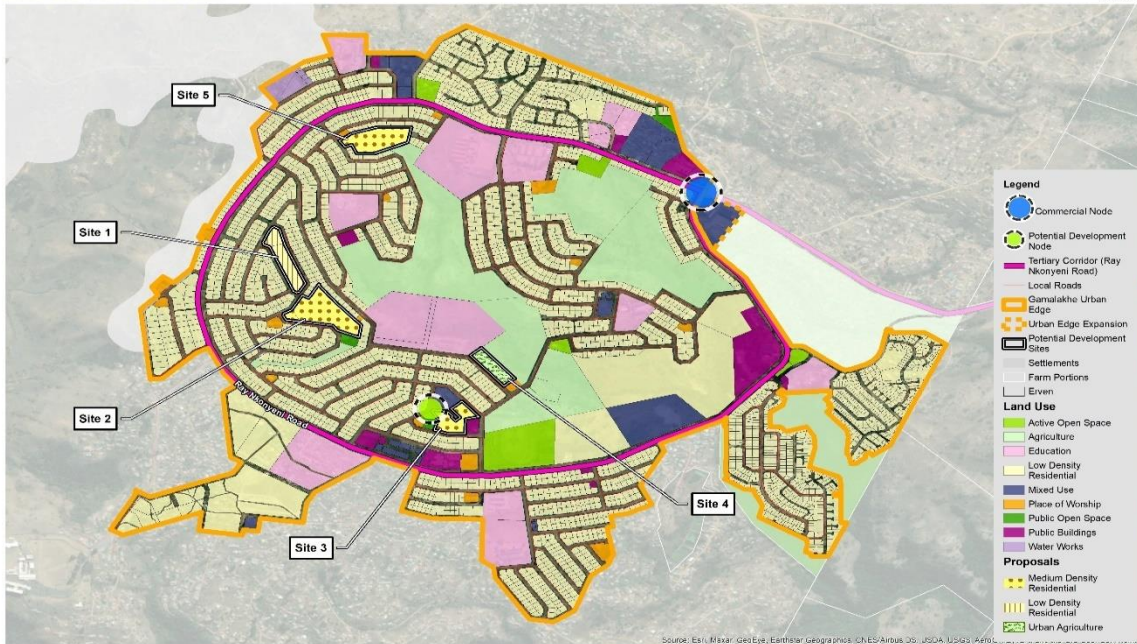 Site 5
Site 1
Site 2
Site 3
Site 4
Ray Nkonyeni Road
Legend
Commercial Node
Potential Development
Node
Tertiary Corridor (Ray
Nkonyeni Road)
Local Roads
Gamalakhe Urban
Edge
Urban Edge Expansion
Potential Development
Sites
Settlements
Farm Portions
Erven
Land Use
Active Open Space
Agriculture
Education
Low Density
Residential
Mixed Use
Place of Worship
Public Open Space
Public Buildings
Water Works
Proposals
Medium Density
Residential
Low Density
Residential
Urban Agriculture
Source: Esri, Maxar, GeoEye, Earthstar Geographics, CNES/Airbus DS, USDA, USGS,